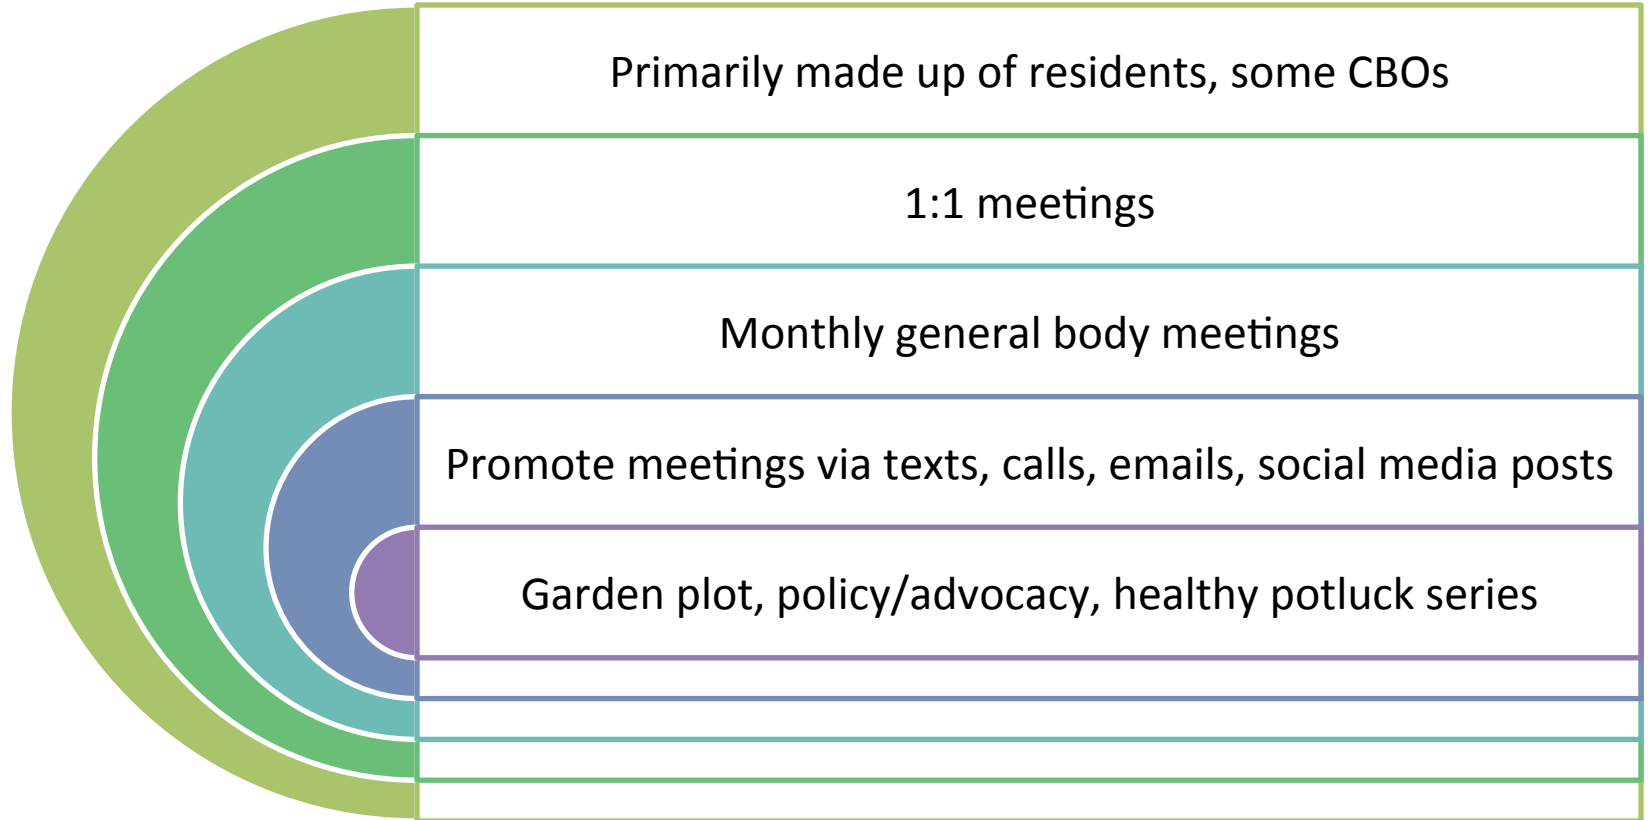 Primarily made up of residents, some CBOs
1:1 meetings
Monthly general body meetings
Promote meetings via texts, calls, emails, social media posts
Garden plot, policy/advocacy, healthy potluck series